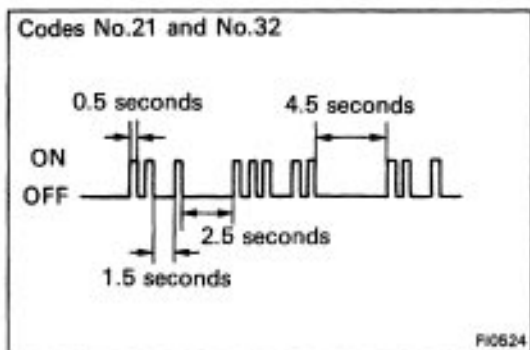 Codes No.21 and No.32
0.5 seconds
4.5 seconds
ON
OFF
2.5 seconds
1.5 seconds
FI0524